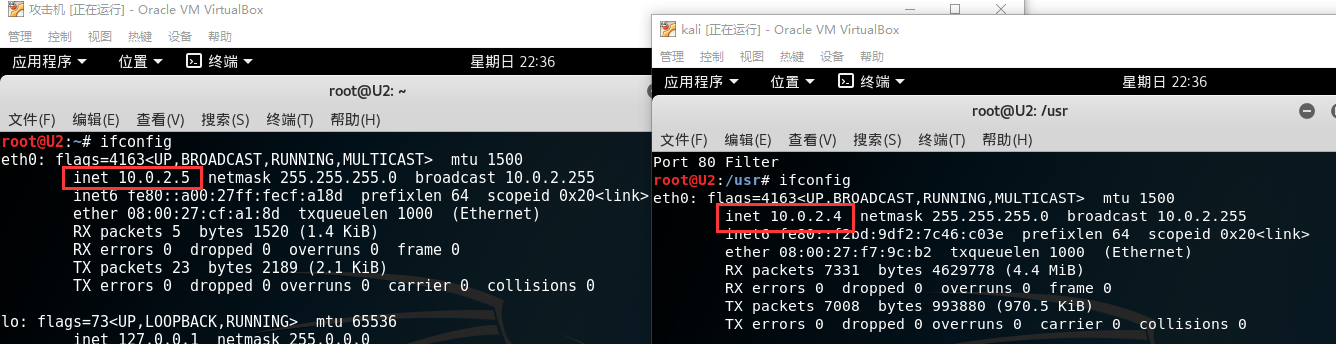 攻击机 [正在运行] - Oracle VM VirtualBox
管理 控制 视图 热键 设备 帮助
应用程序 位置 终端 星期日 22:36
root@U2: ~
文件(F) 编辑(E) 查看(V) 搜索(S) 终端(T) 帮助(H)
root@U2:~# ifconfig
eth0: flags=4163<UP,BROADCAST,RUNNING,MULTICAST> mtu 1500
inet 10.0.2.5 netmask 255.255.255.0 broadcast 10.0.2.255
inet6 fe80::a00:27ff:fecf:a18d prefixlen 64 scopeid 0x20<link>
ether 08:00:27:cf:a1:8d txqueuelen 1000 (Ethernet)
RX packets 5 bytes 1520 (1.4 KiB)
RX errors 0 dropped 0 overruns 0 frame 0
TX packets 23 bytes 2189 (2.1 KiB)
TX errors 0 dropped 0 overruns 0 carrier 0 collisions 0
lo: flags=73<UP,LOOPBACK,RUNNING> mtu 65536
inet 127.0.0.1 netmask 255.0.0.0
kali [正在运行] - Oracle VM VirtualBox
管理 控制 视图 热键 设备 帮助
应用程序 位置 终端 星期日 22:36
root@U2: /usr
文件(F) 编辑(E) 查看(V) 搜索(S) 终端(T) 帮助(H)
Port 80 Filter
root@U2:/usr# ifconfig
eth0: flags=4163<UP,BROADCAST,RUNNING,MULTICAST> mtu 1500
inet 10.0.2.4 netmask 255.255.255.0 broadcast 10.0.2.255
inet6 fe80::f2bd:9df2:7c46:c03e prefixlen 64 scopeid 0x20<link>
ether 08:00:27:f7:9c:b2 txqueuelen 1000 (Ethernet)
RX packets 7331 bytes 4629778 (4.4 MiB)
RX errors 0 dropped 0 overruns 0 frame 0
TX packets 7008 bytes 993880 (970.5 KiB)
TX errors 0 dropped 0 overruns 0 carrier 0 collisions 0